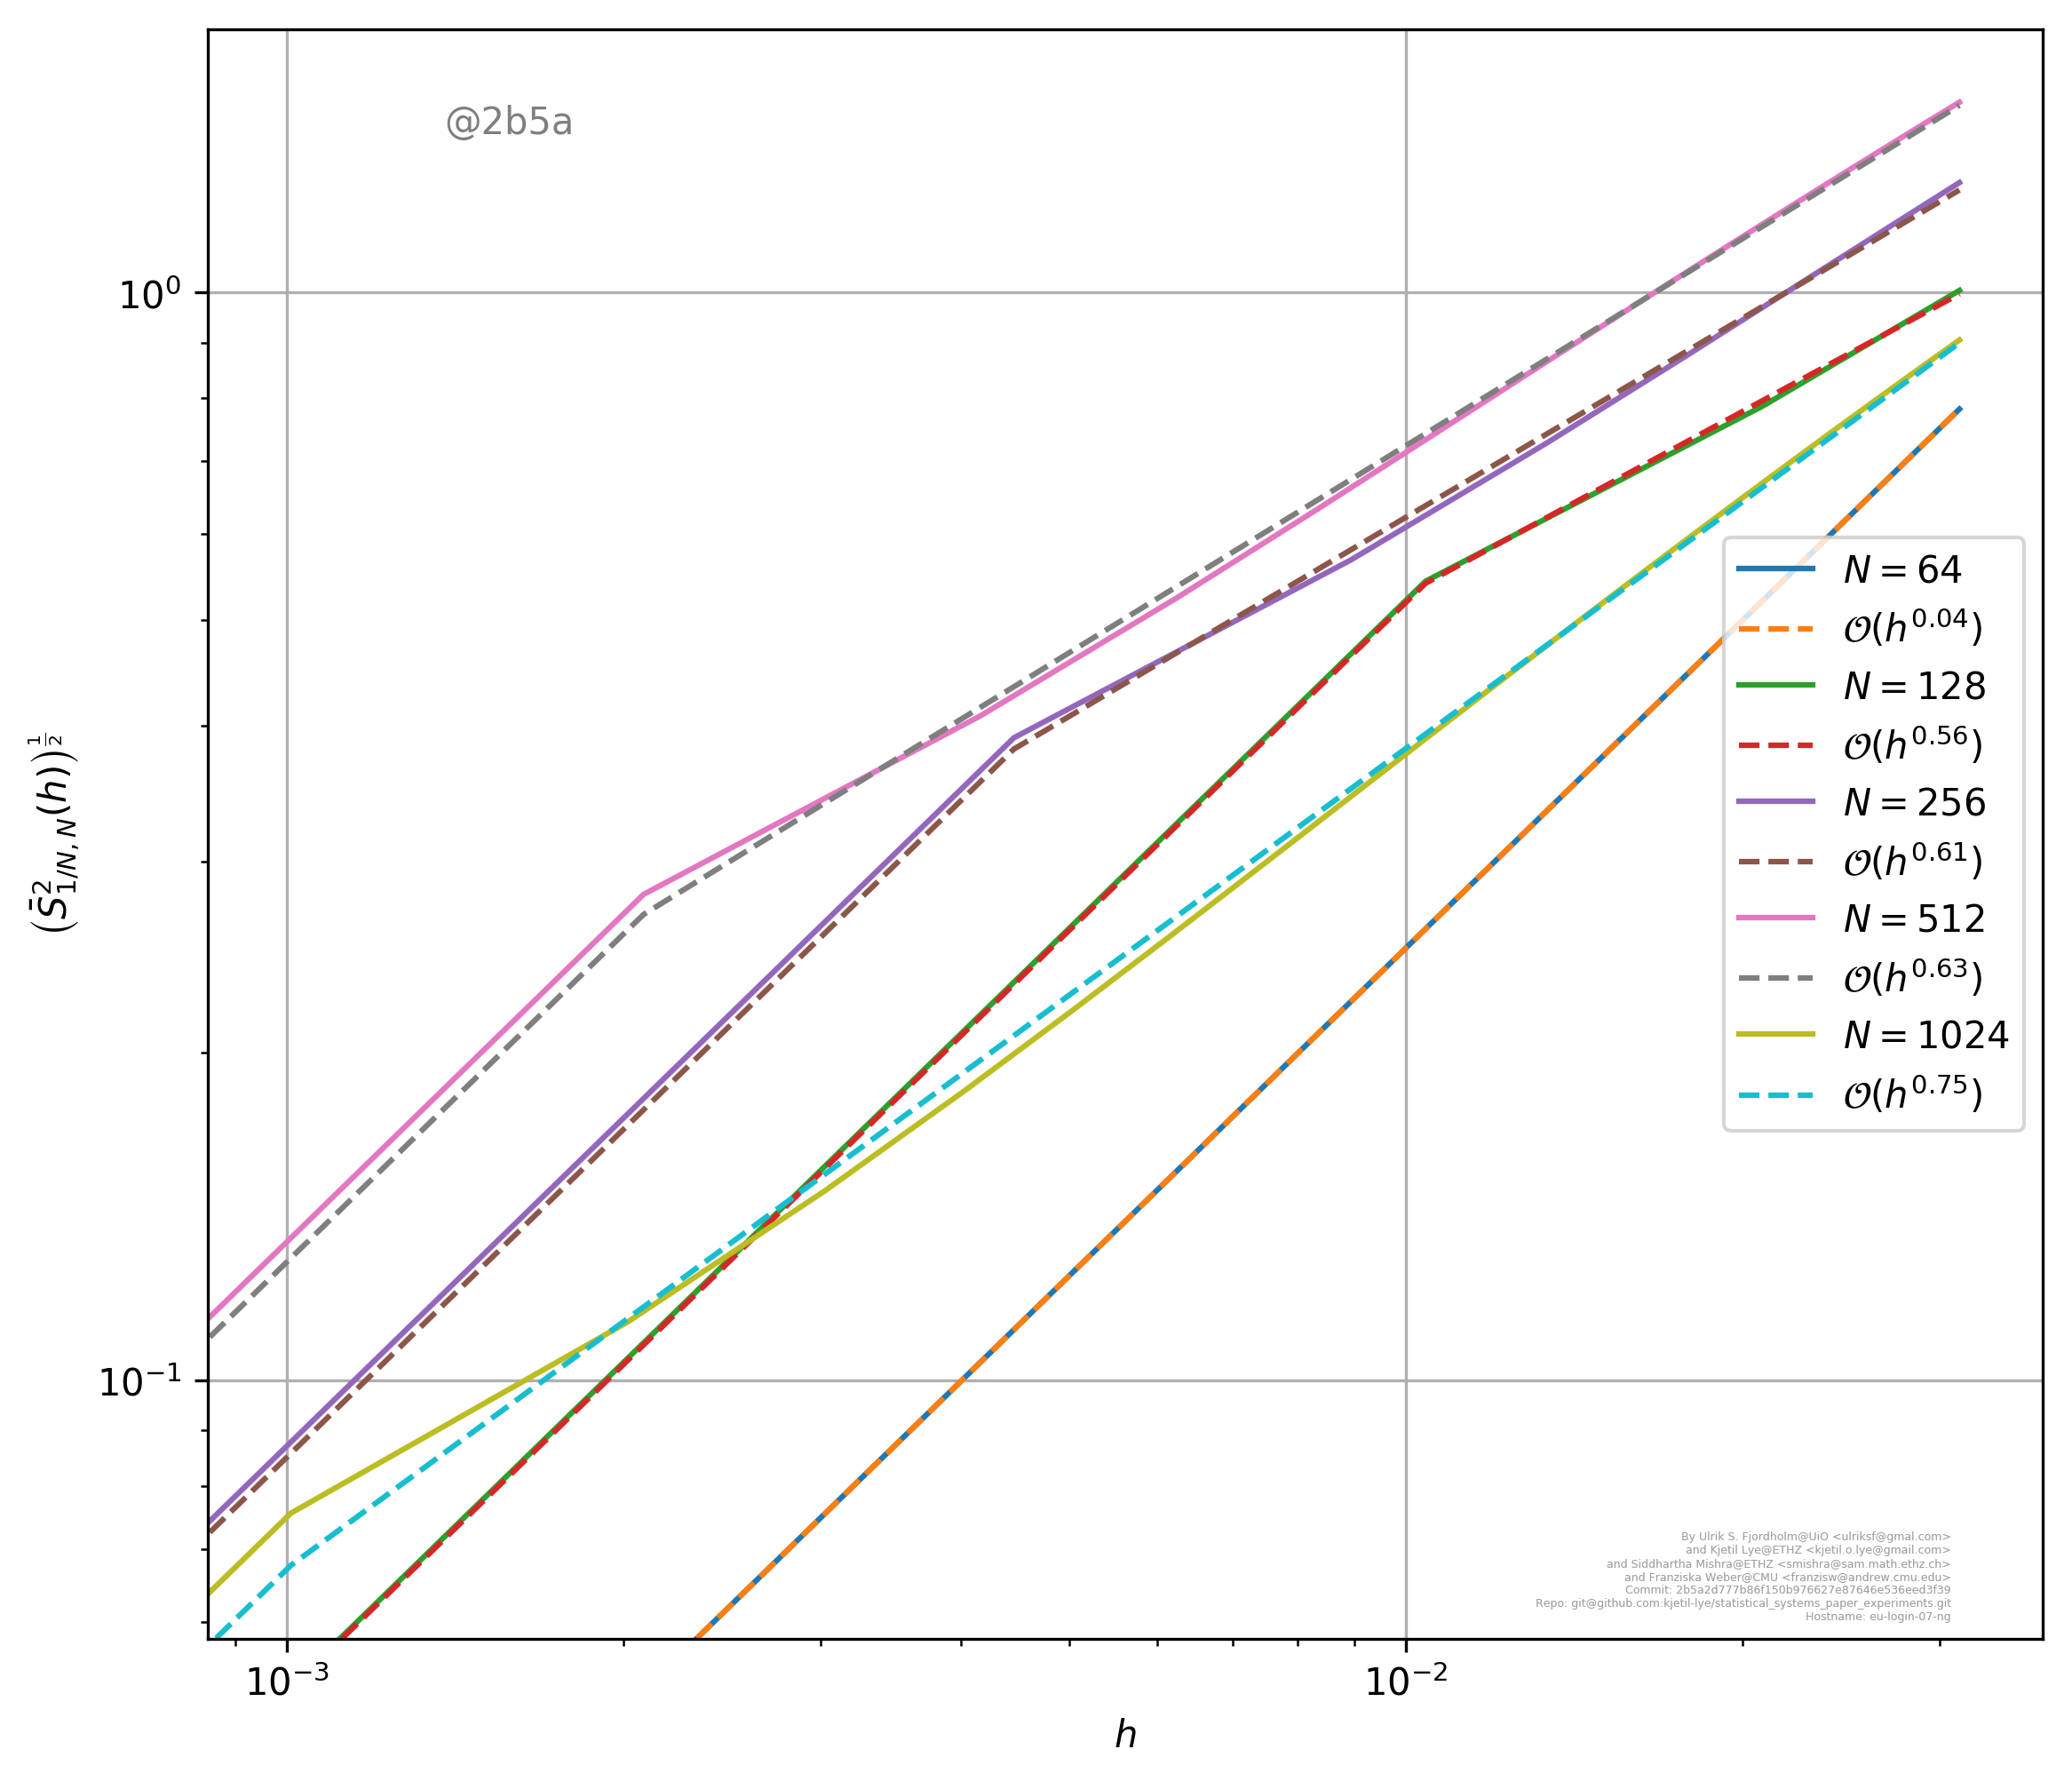 @2b5a
10⁰
10⁻¹
(S̄²₁/N, N(h))^½
10⁻³
10⁻²
h
N = 64
𝒪(h^0.04)
N = 128
𝒪(h^0.56)
N = 256
𝒪(h^0.61)
N = 512
𝒪(h^0.63)
N = 1024
𝒪(h^0.75)
By Ulrik S. Fjordholm@UiO <ulriksf@gmal.com>
and Kjetil Lye@ETHZ <kjetil.o.lye@gmail.com>
and Siddhartha Mishra@ETHZ <smishra@sam.math.ethz.ch>
and Franziska Weber@CMU <franzisw@andrew.cmu.edu>
Commit: 2b5a2d777b86f150b976627e87646e536eed3f39
Repo: git@github.com:kjetil-lye/statistical_systems_paper_experiments.git
Hostname: eu-login-07-ng